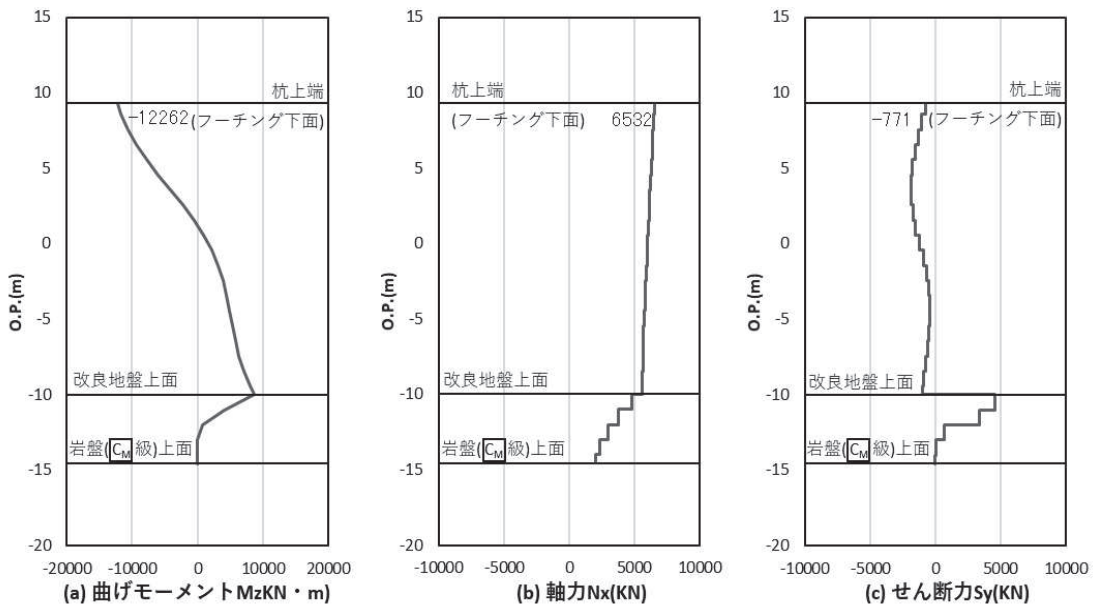 15
10
5
0
-5
-10
-15
-20
O.P.(m)
杭上端
-12262(フーチング下面)
改良地盤上面
岩盤(CM級)上面
-20000 -10000 0 10000 20000
(a) 曲げモーメントMzKN・m)
15
10
5
0
-5
-10
-15
-20
O.P.(m)
杭上端
(フーチング下面) 6532
改良地盤上面
岩盤(CM級)上面
-10000 -5000 0 5000 10000
(b) 軸力Nx(KN)
15
10
5
0
-5
-10
-15
-20
O.P.(m)
杭上端
-771 (フーチング下面)
改良地盤上面
岩盤(CM級)上面
-10000 -5000 0 5000 10000
(c) せん断力Sy(KN)